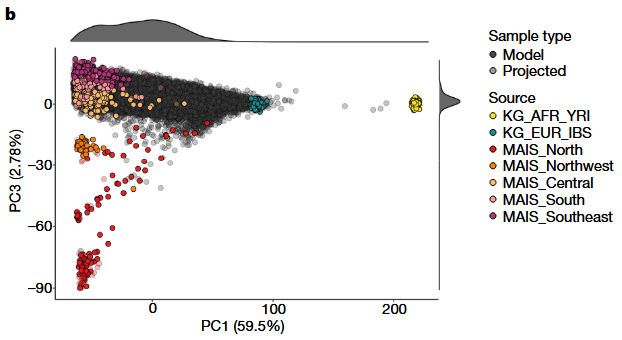 b
Sample type
Model
Projected
Source
KG_AFR_YRI
KG_EUR_IBS
MAIS_North
MAIS_Northwest
MAIS_Central
MAIS_South
MAIS_Southeast
PC3 (2.78%)
0
−30
−60
−90
0
100
200
PC1 (59.5%)